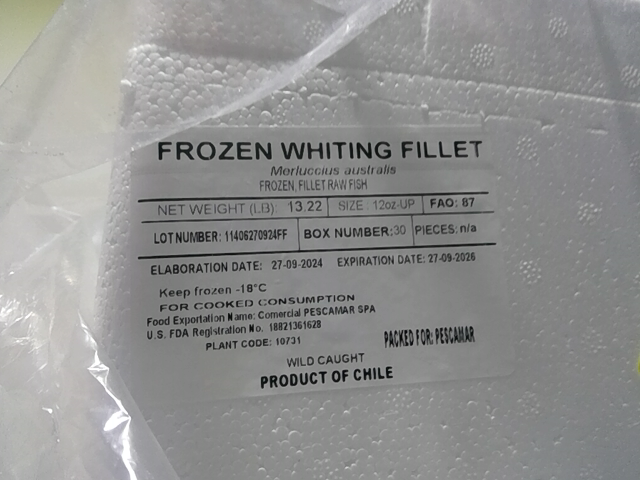 FROZEN WHITING FILLET
Merluccius australis
FROZEN, FILLET RAW FISH
NET WEIGHT (LB): 13.22 SIZE: 12oz-UP FAO: 87
LOT NUMBER: 11406270924FF BOX NUMBER:30 PIECES: n/a
ELABORATION DATE: 27-09-2024 EXPIRATION DATE: 27-09-2026
Keep frozen -18°C
FOR COOKED CONSUMPTION
Food Exportation Name: Comercial PESCAMAR SPA
U.S. FDA Registration No. 18821361628
PLANT CODE: 10731
PACKED FOR: PESCAMAR
WILD CAUGHT
PRODUCT OF CHILE